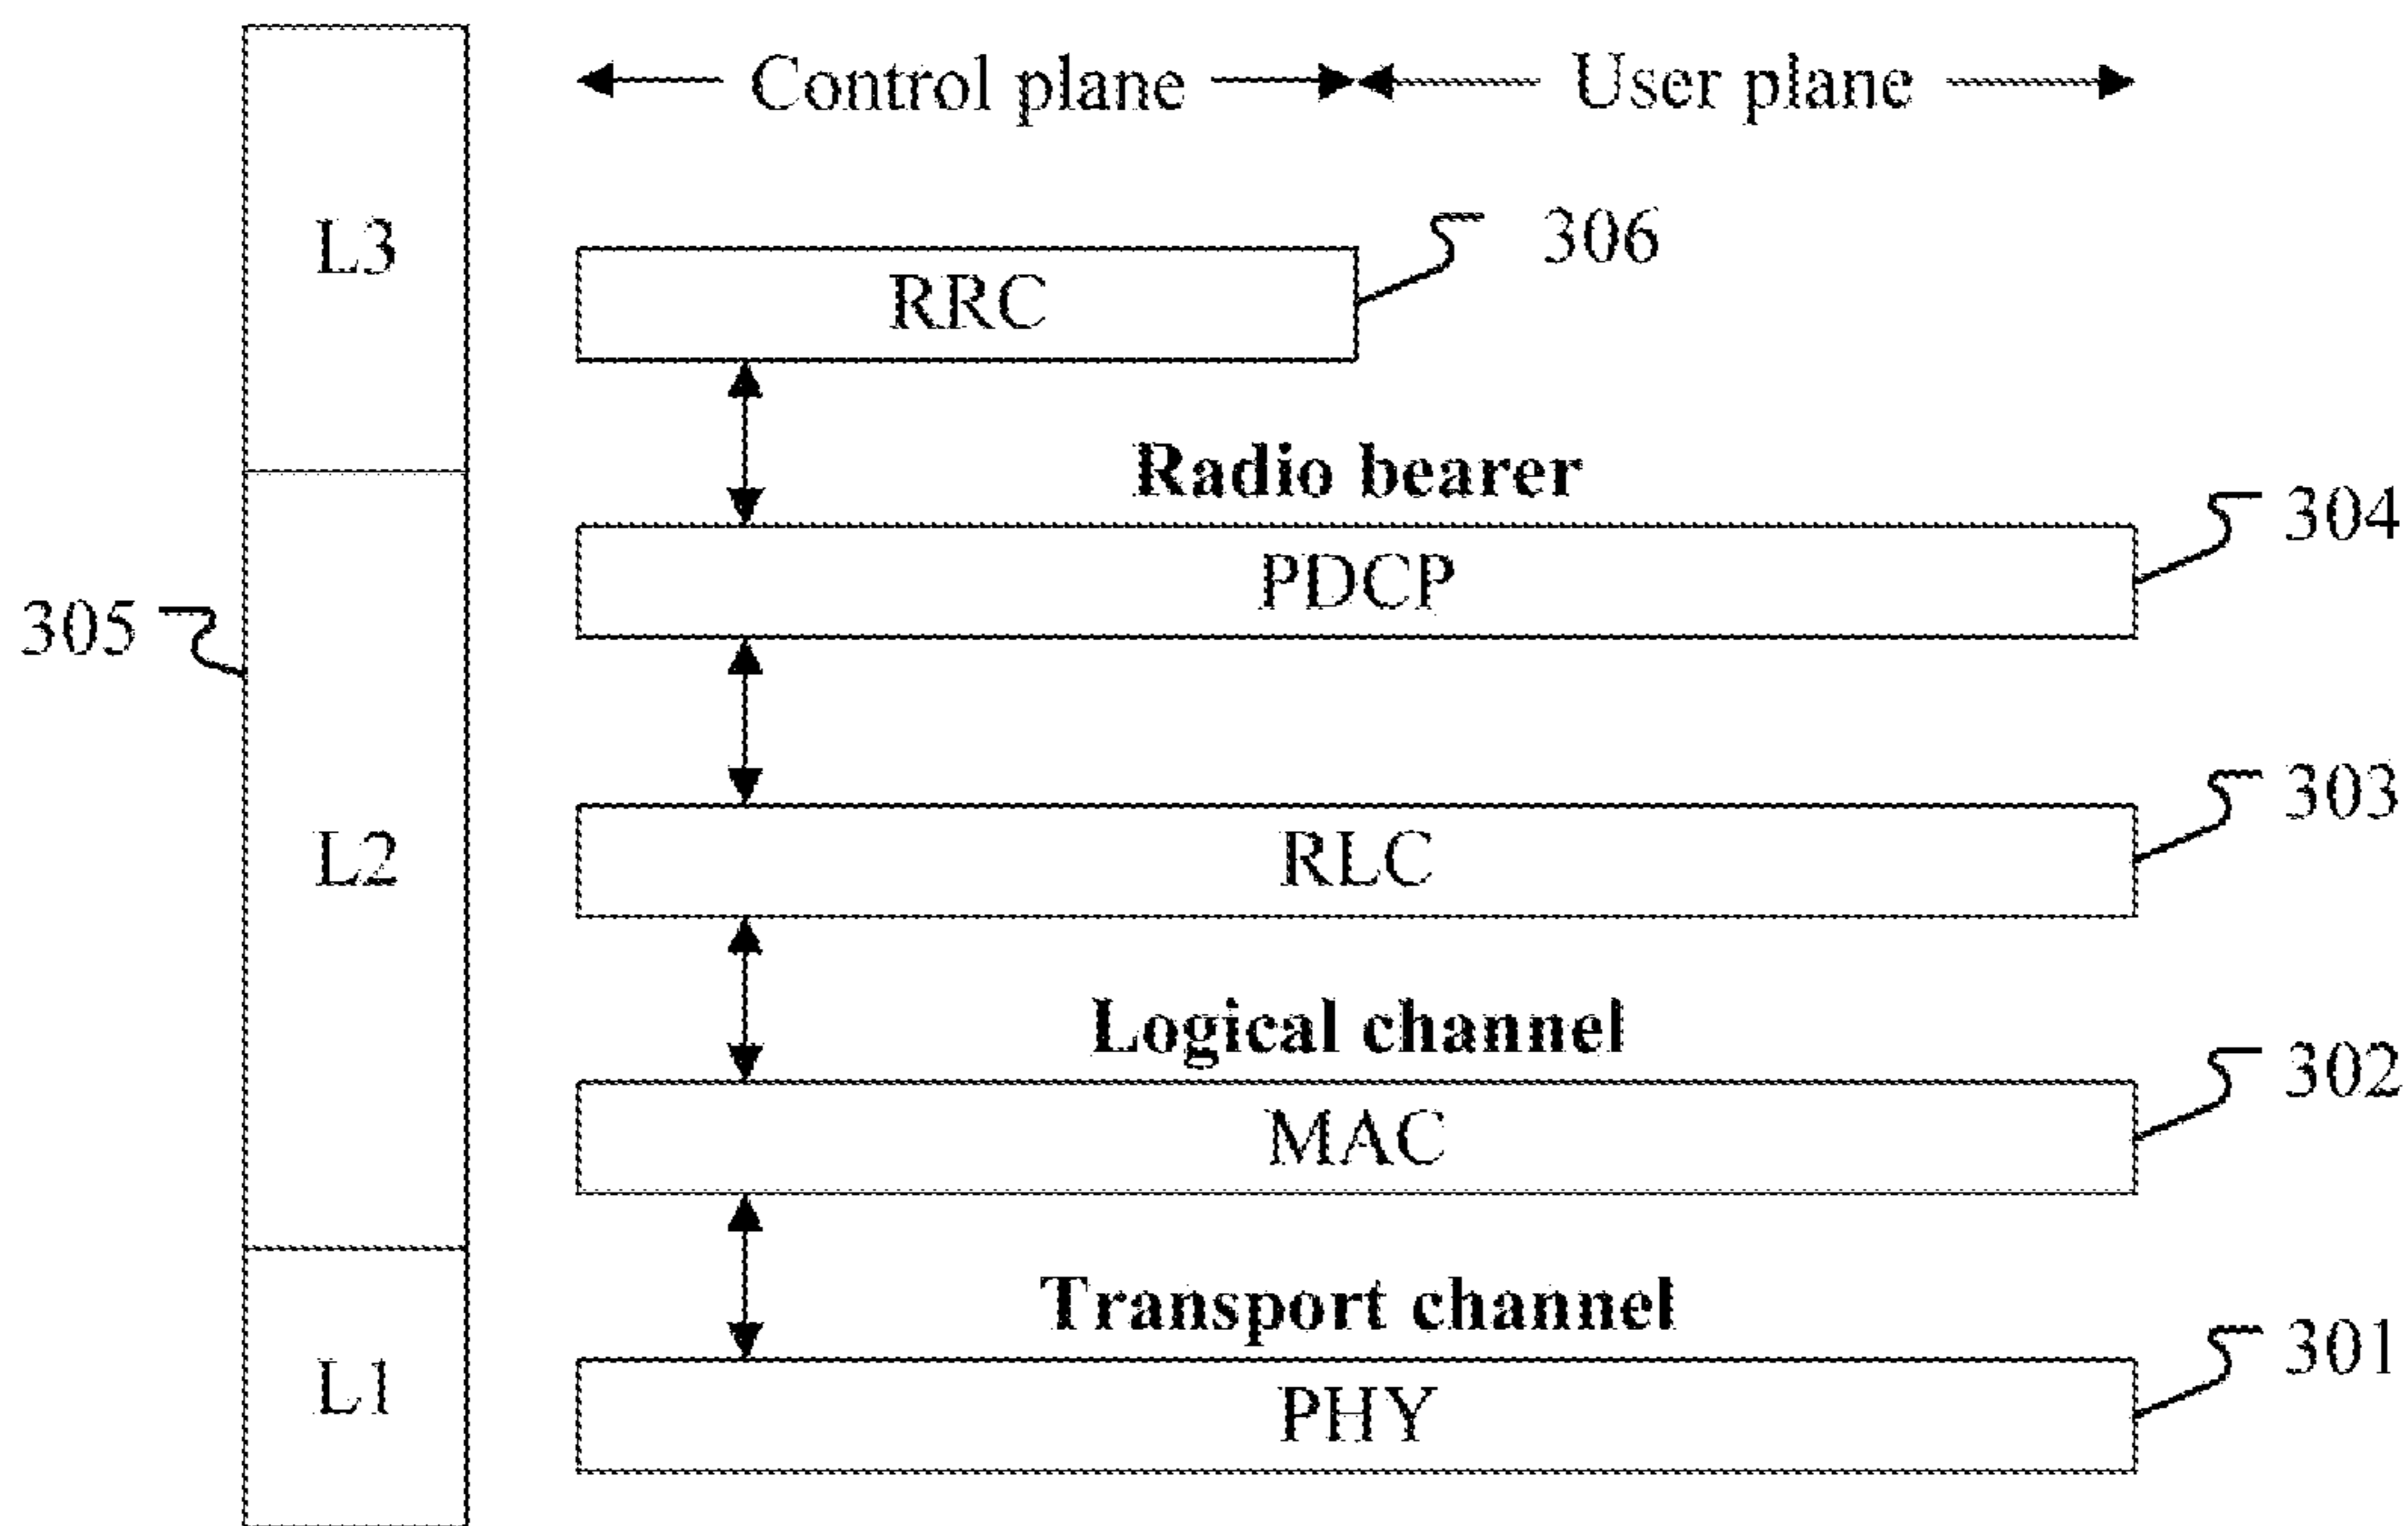 Control plane User plane
L3
306
RRC
Radio bearer
304
PDCP
305
303
L2
RLC
Logical channel
302
MAC
Transport channel
301
L1
PHY